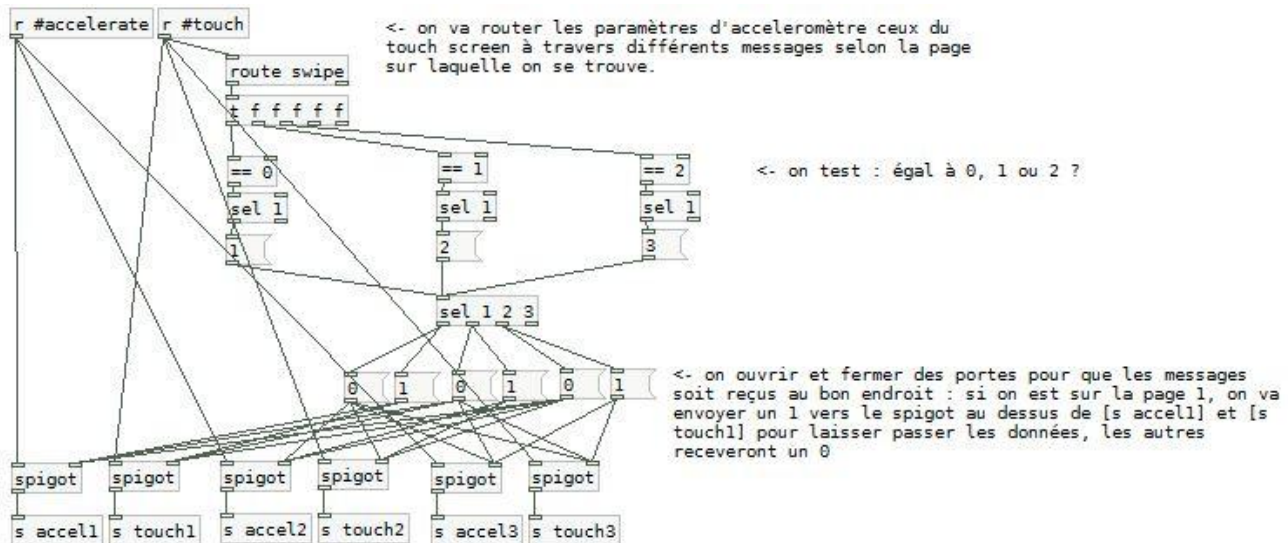 r #accelerate r #touch
<- on va router les paramètres d'acceleromètre ceux du
touch screen à travers différents messages selon la page
sur laquelle on se trouve.
route swipe
t f f f f f
== 0 == 1 == 2
<- on test : égal à 0, 1 ou 2 ?
sel 1 sel 1 sel 1
1 2 3
sel 1 2 3
0 1 0 1 0 1
<- on ouvrir et fermer des portes pour que les messages
soit reçus au bon endroit : si on est sur la page 1, on va
envoyer un 1 vers le spigot au dessus de [s accel1] et [s
touch1] pour laisser passer les données, les autres
receveront un 0
spigot spigot spigot spigot spigot spigot
s accel1 s touch1 s accel2 s touch2 s accel3 s touch3